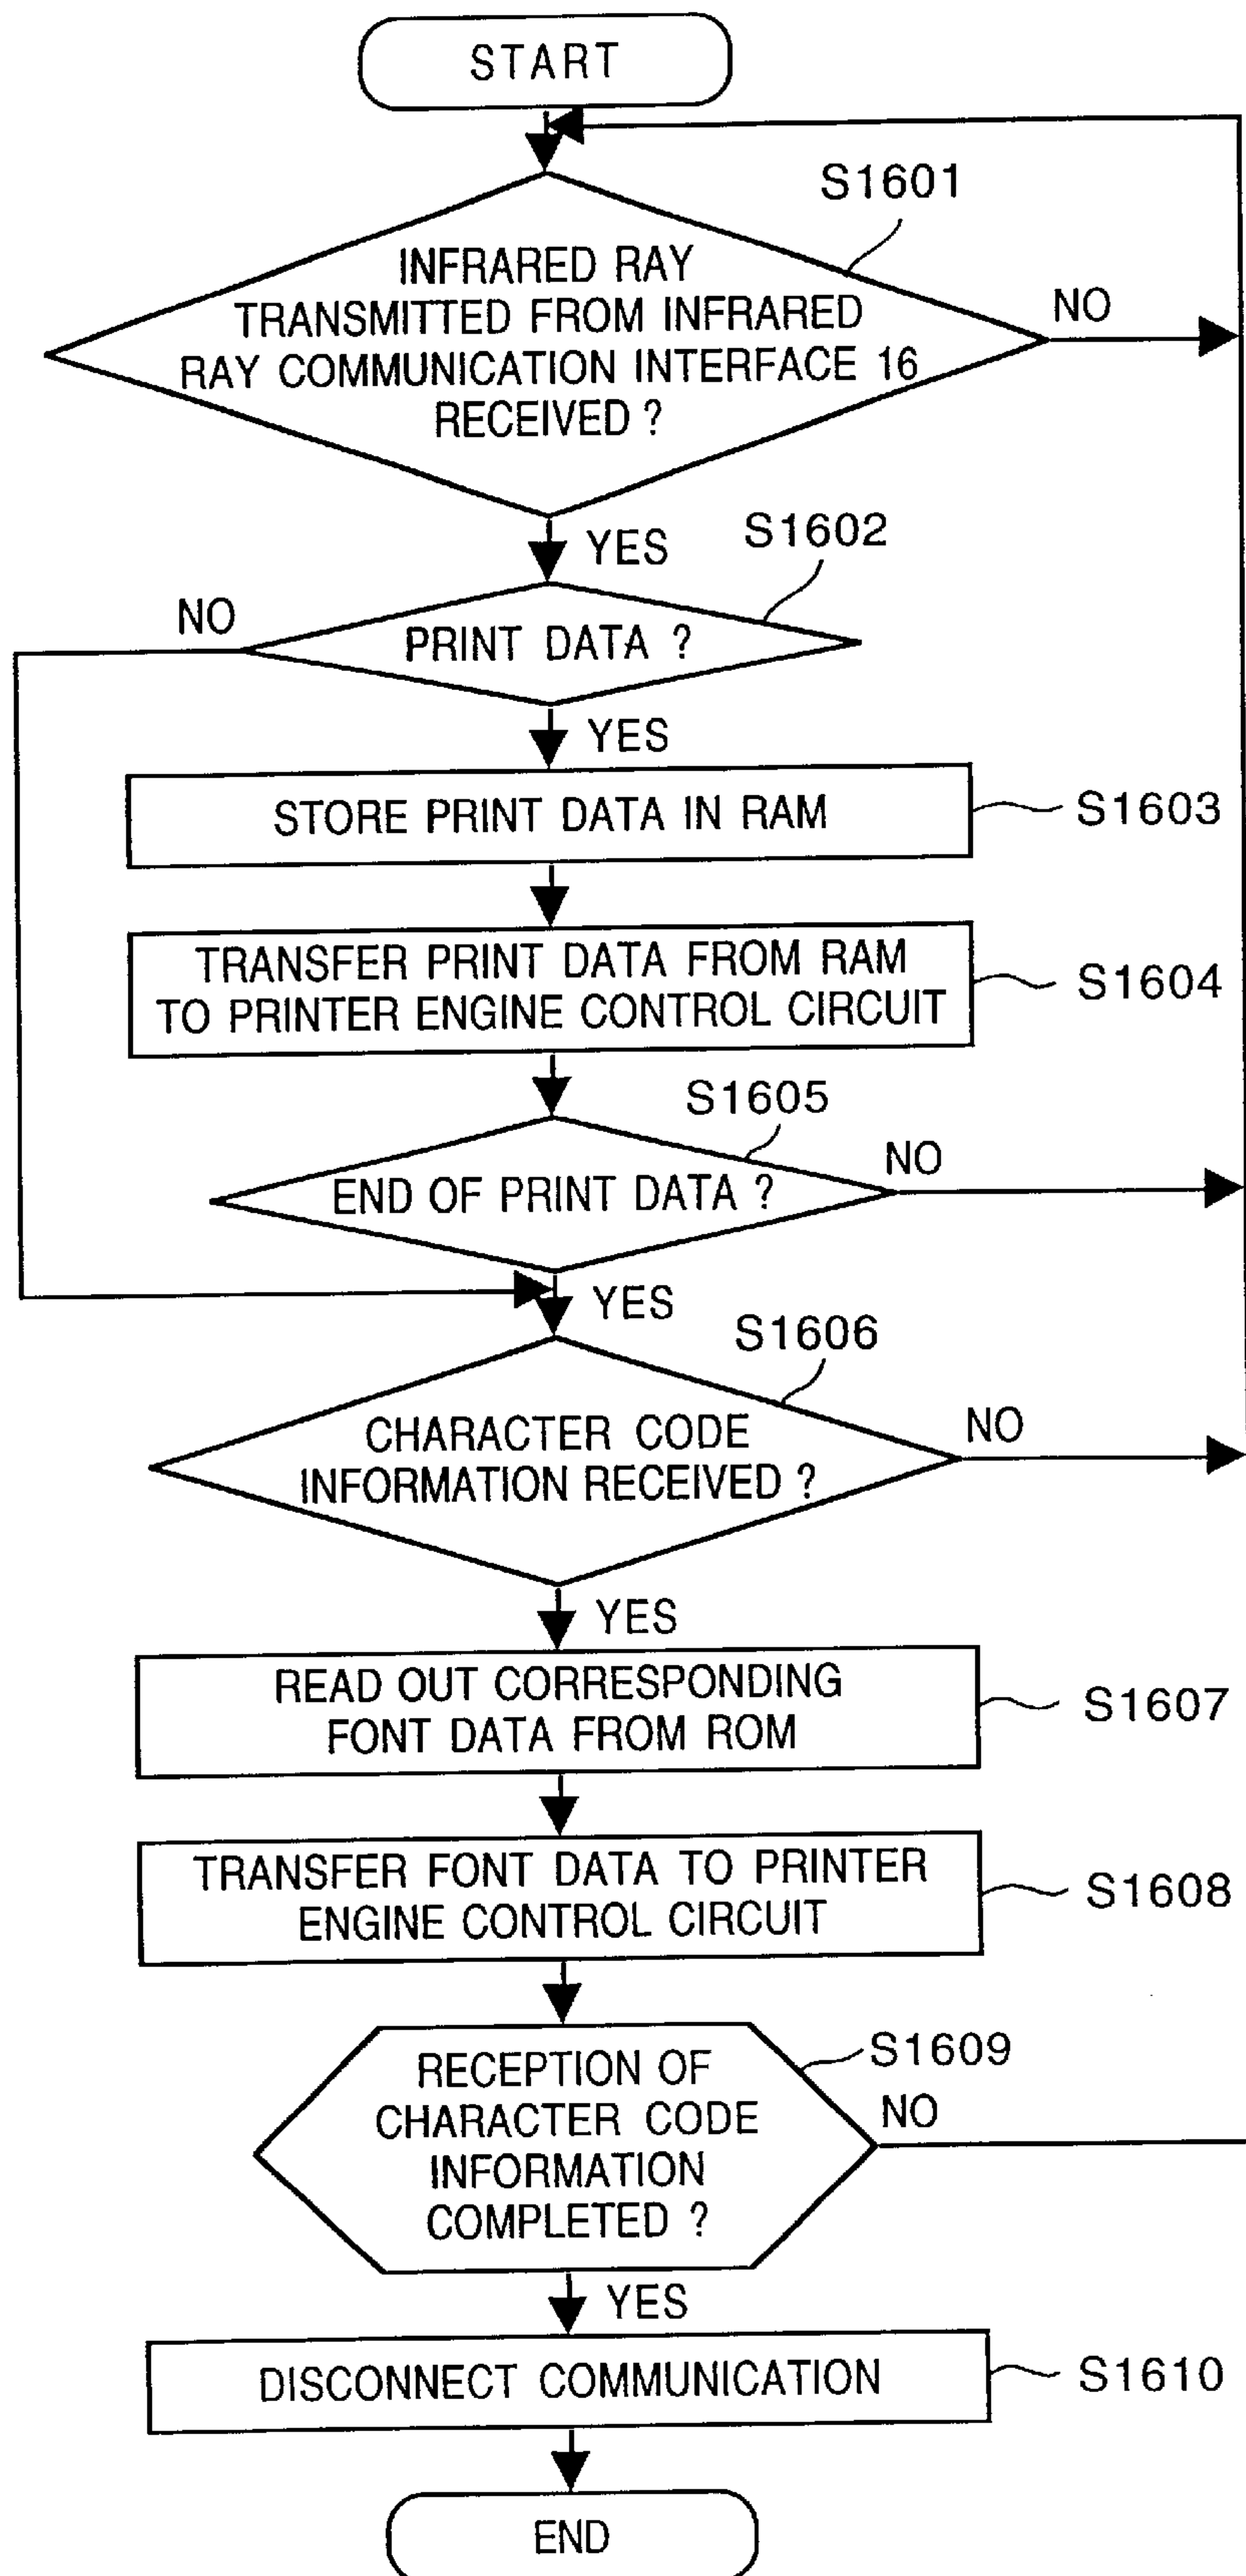 START
S1601
INFRARED RAY
TRANSMITTED FROM INFRARED
RAY COMMUNICATION INTERFACE 16
RECEIVED ?
NO
YES
S1602
NO
PRINT DATA ?
YES
STORE PRINT DATA IN RAM
S1603
TRANSFER PRINT DATA FROM RAM
TO PRINTER ENGINE CONTROL CIRCUIT
S1604
S1605
NO
END OF PRINT DATA ?
YES
S1606
CHARACTER CODE
INFORMATION RECEIVED ?
NO
YES
READ OUT CORRESPONDING
FONT DATA FROM ROM
S1607
TRANSFER FONT DATA TO PRINTER
ENGINE CONTROL CIRCUIT
S1608
S1609
RECEPTION OF
CHARACTER CODE
INFORMATION
COMPLETED ?
NO
YES
DISCONNECT COMMUNICATION
S1610
END